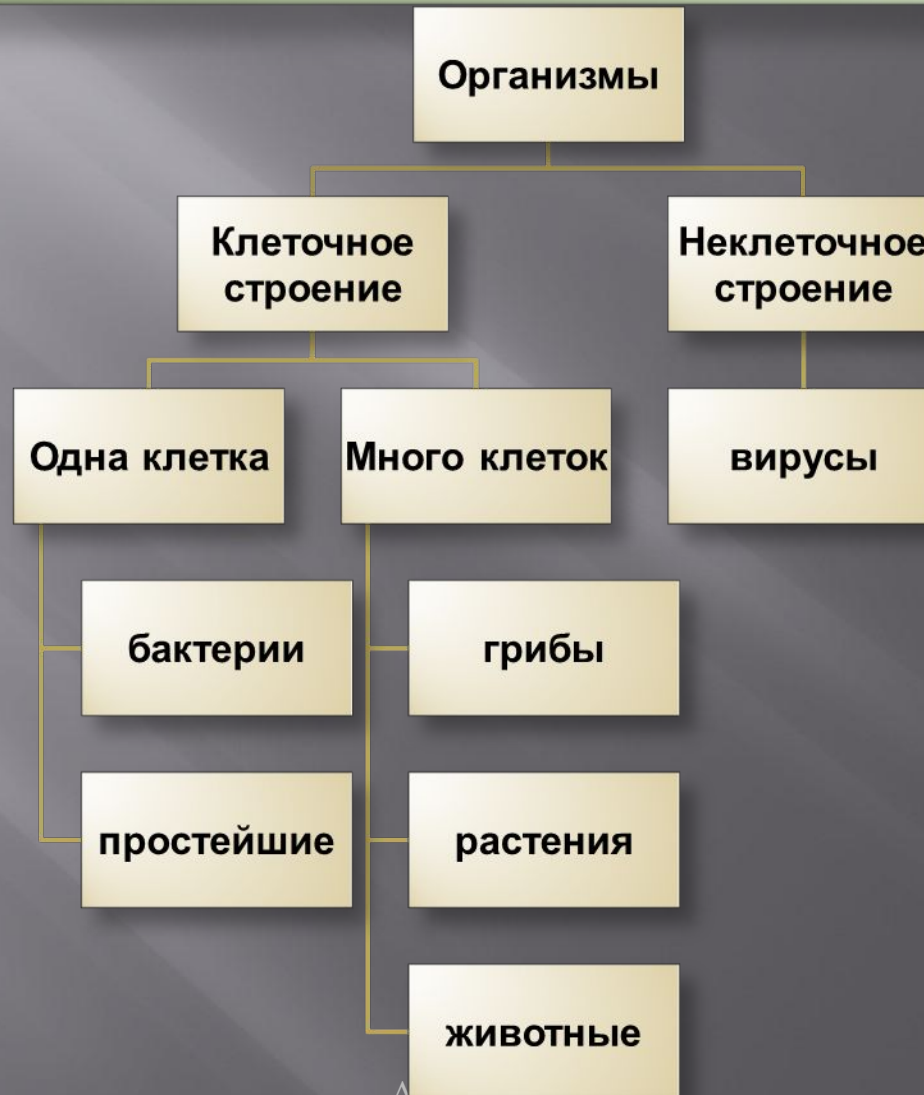 Организмы
Клеточное
строение
Неклеточное
строение
Одна клетка
Много клеток
вирусы
бактерии
грибы
простейшие
растения
животные